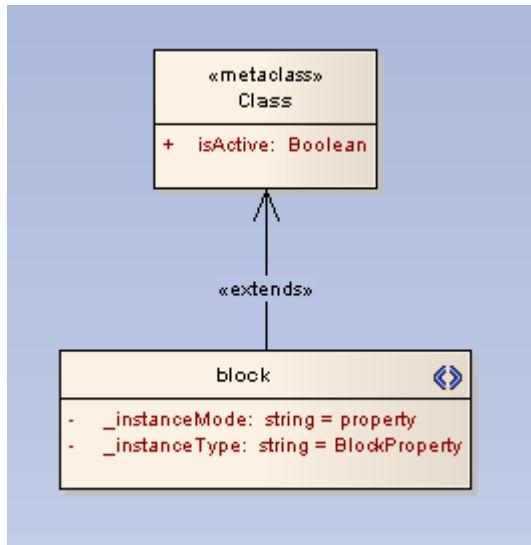 «metaclass»
Class
+ isActive: Boolean
«extends»
block
- _instanceMode: string = property
- _instanceType: string = BlockProperty